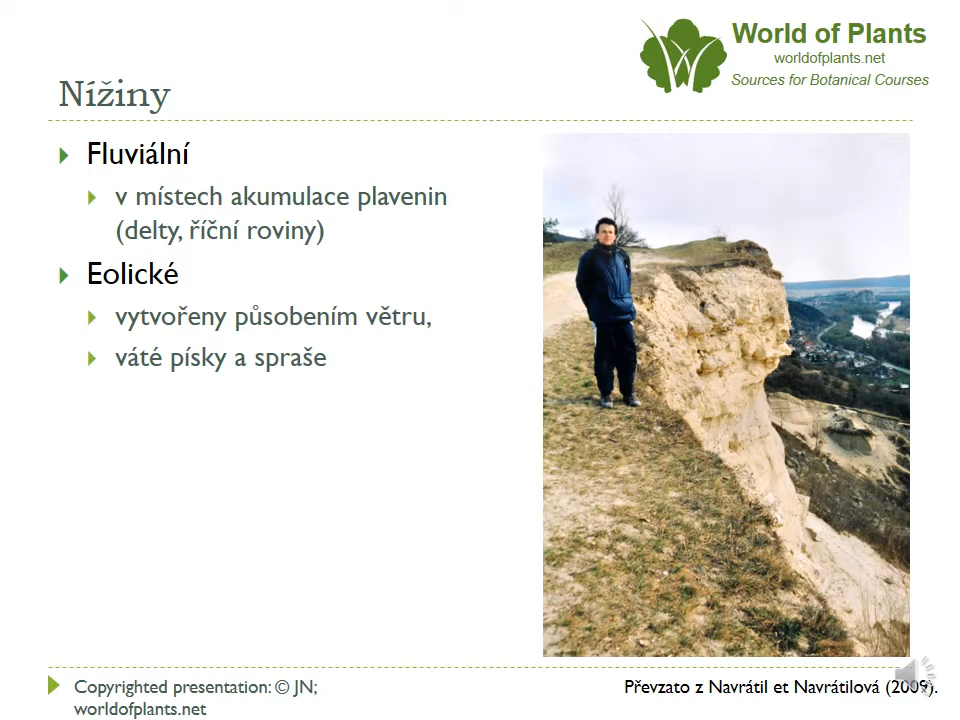 World of Plants
worldofplants.net
Sources for Botanical Courses
Nížiny
Fluviální
v místech akumulace plavenin
(delty, říční roviny)
Eolické
vytvořeny působením větru,
váté písky a spraše
Copyrighted presentation: © JN;
worldofplants.net
Převzato z Navrátil et Navrátilová (2009).